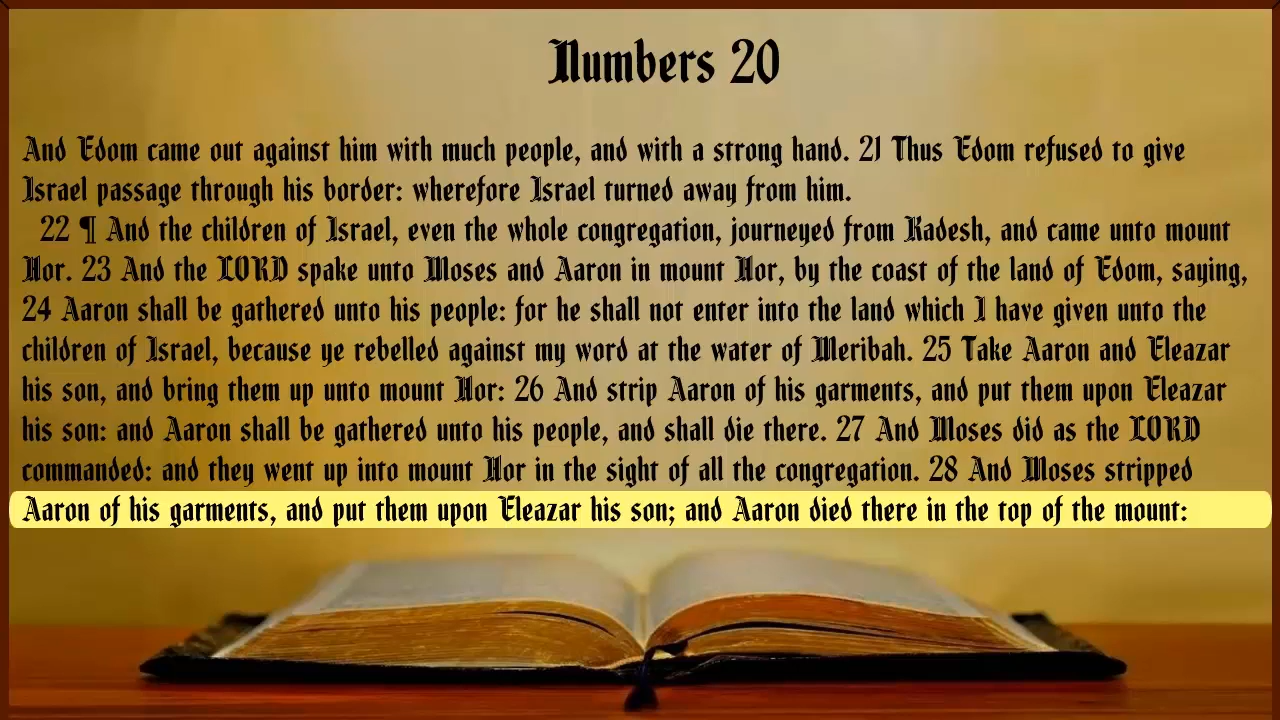 Numbers 20
And Edom came out against him with much people, and with a strong hand. 21 Thus Edom refused to give
Israel passage through his border: wherefore Israel turned away from him.
22 ¶ And the children of Israel, even the whole congregation, journeyed from Kadesh, and came unto mount
Hor. 23 And the LORD spake unto Moses and Aaron in mount Hor, by the coast of the land of Edom, saying,
24 Aaron shall be gathered unto his people: for he shall not enter into the land which I have given unto the
children of Israel, because ye rebelled against my word at the water of Meribah. 25 Take Aaron and Eleazar
his son, and bring them up unto mount Hor: 26 And strip Aaron of his garments, and put them upon Eleazar
his son: and Aaron shall be gathered unto his people, and shall die there. 27 And Moses did as the LORD
commanded: and they went up into mount Hor in the sight of all the congregation. 28 And Moses stripped
Aaron of his garments, and put them upon Eleazar his son; and Aaron died there in the top of the mount: